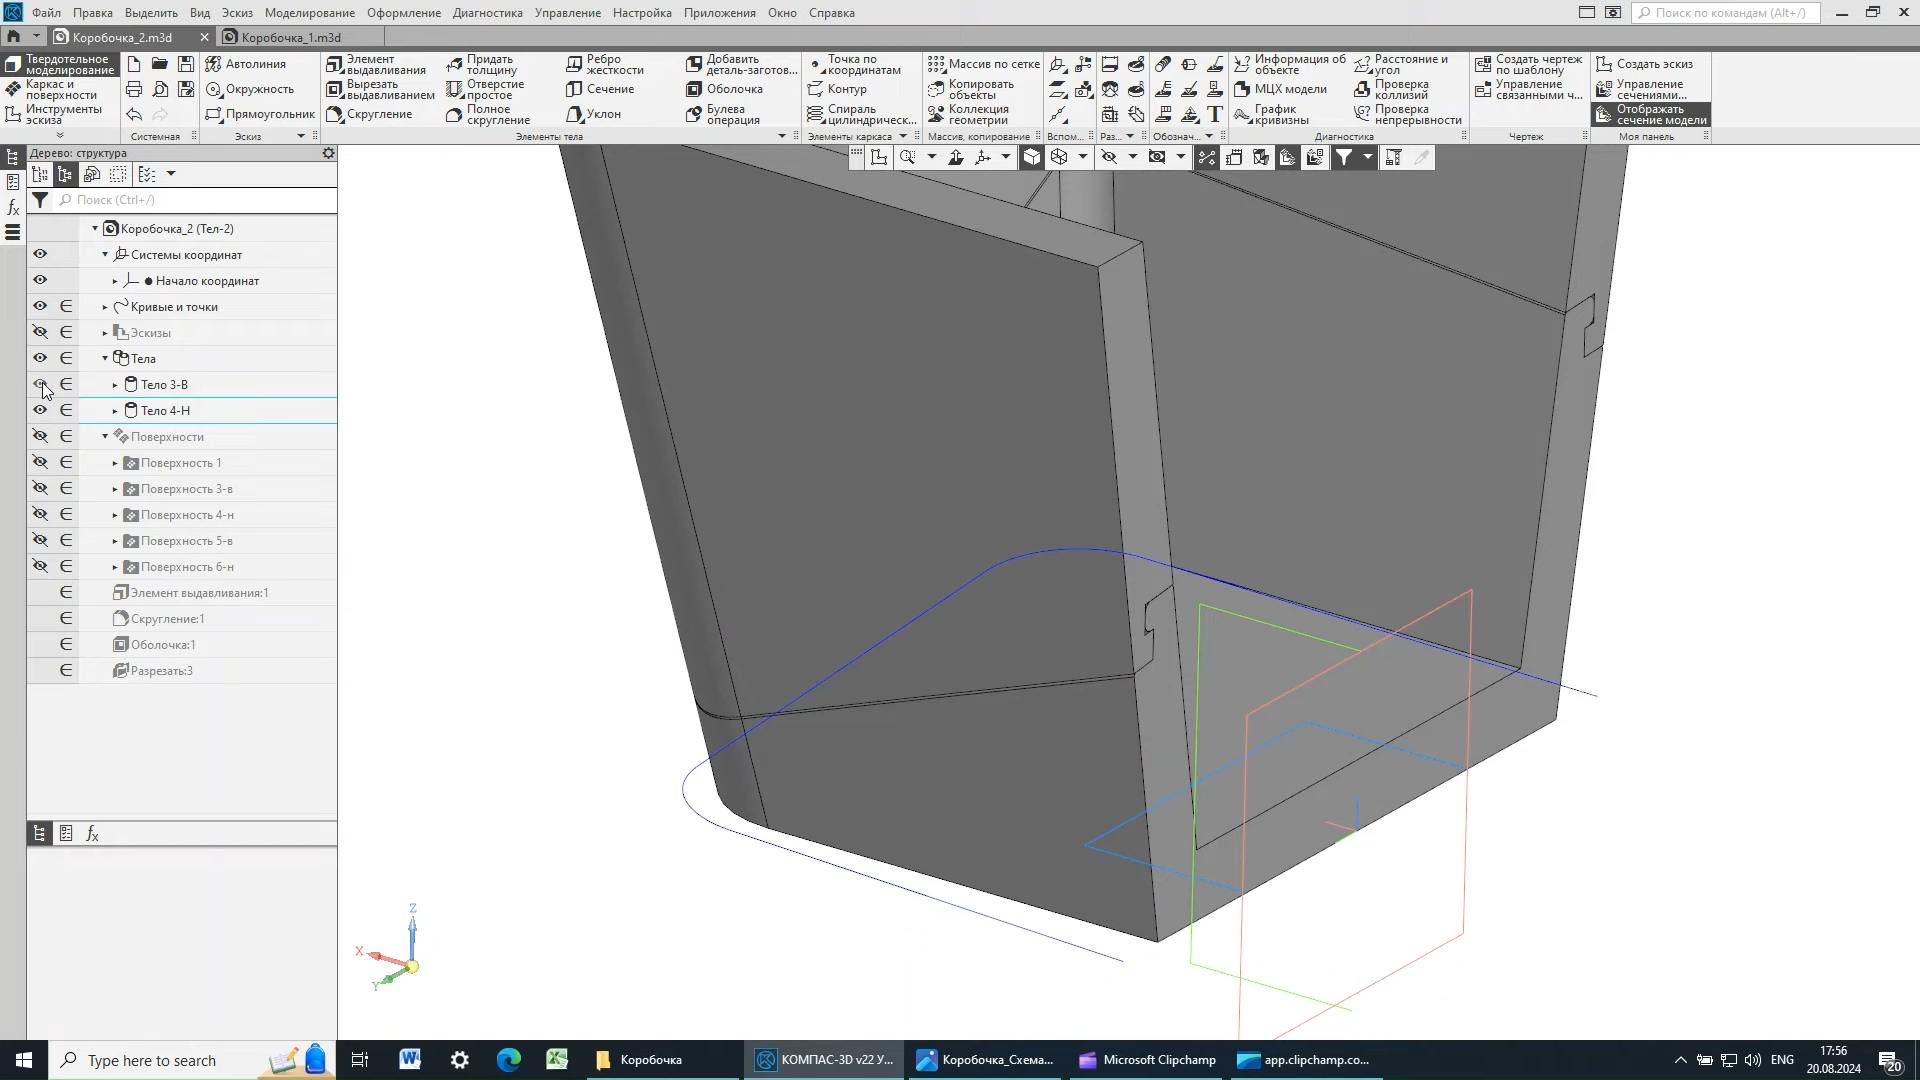 Файл Правка Выделить Вид Эскиз Моделирование Оформление Диагностика Управление Настройка Приложения Окно Справка
Поиск по командам (Alt+/)
Коробочка_2.m3d
Коробочка_1.m3d
Твердотельное моделирование
Каркас и поверхности
Инструменты эскиза
Системная
Автолиния
Окружность
Прямоугольник
Эскиз
Элемент выдавливания
Вырезать выдавливанием
Скругление
Придать толщину
Отверстие простое
Полное скругление
Ребро жесткости
Сечение
Уклон
Добавить деталь-заготов...
Оболочка
Булева операция
Элементы тела
Точка по координатам
Контур
Спираль цилиндрическ...
Элементы каркаса
Массив по сетке
Копировать объекты
Коллекция геометрии
Массив, копирование
Вспом...
Раз...
Обознач...
Информация об объекте
МЦХ модели
График кривизны
Расстояние и угол
Проверка коллизий
Проверка непрерывности
Диагностика
Создать чертеж по шаблону
Управление связанными ч...
Чертеж
Создать эскиз
Управление сечениями...
Отображать сечение модели
Моя панель
Дерево: структура
Поиск (Ctrl+/)
Коробочка_2 (Тел-2)
Системы координат
Начало координат
Кривые и точки
Эскизы
Тела
Тело 3-В
Тело 4-Н
Поверхности
Поверхность 1
Поверхность 3-в
Поверхность 4-н
Поверхность 5-в
Поверхность 6-н
Элемент выдавливания:1
Скругление:1
Оболочка:1
Разрезать:3
Z
X
Y
Type here to search
Коробочка
КОМПАС-3D v22 У...
Коробочка_Схема...
Microsoft Clipchamp
app.clipchamp.co...
ENG
17:56
20.08.2024
20